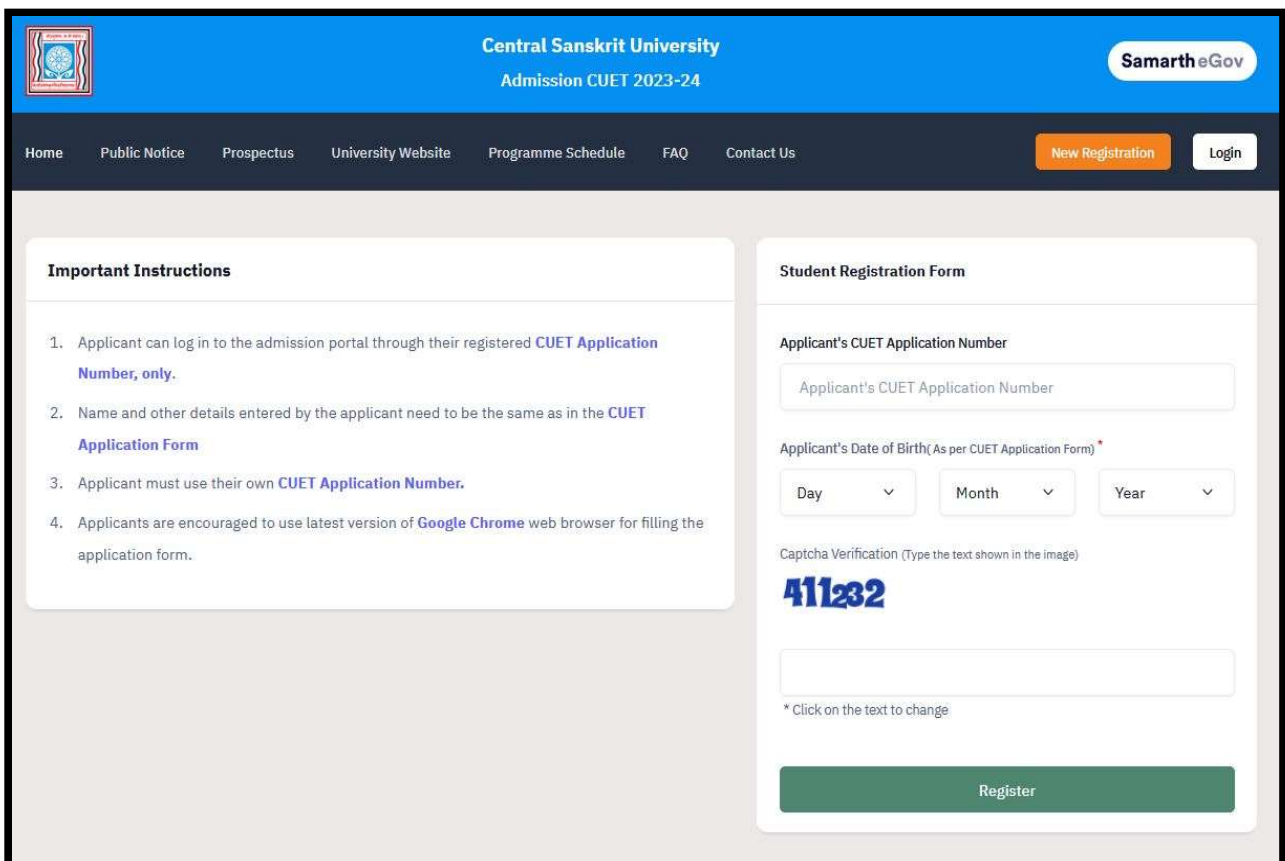 Central Sanskrit University
Admission CUET 2023-24
Samarth eGov
Home Public Notice Prospectus University Website Programme Schedule FAQ Contact Us New Registration Login
Important Instructions
1. Applicant can log in to the admission portal through their registered CUET Application
Number, only.
2. Name and other details entered by the applicant need to be the same as in the CUET
Application Form
3. Applicant must use their own CUET Application Number.
4. Applicants are encouraged to use latest version of Google Chrome web browser for filling the
application form.
Student Registration Form
Applicant's CUET Application Number
Applicant's CUET Application Number
Applicant's Date of Birth( As per CUET Application Form) *
Day Month Year
Captcha Verification (Type the text shown in the image)
411232
* Click on the text to change
Register